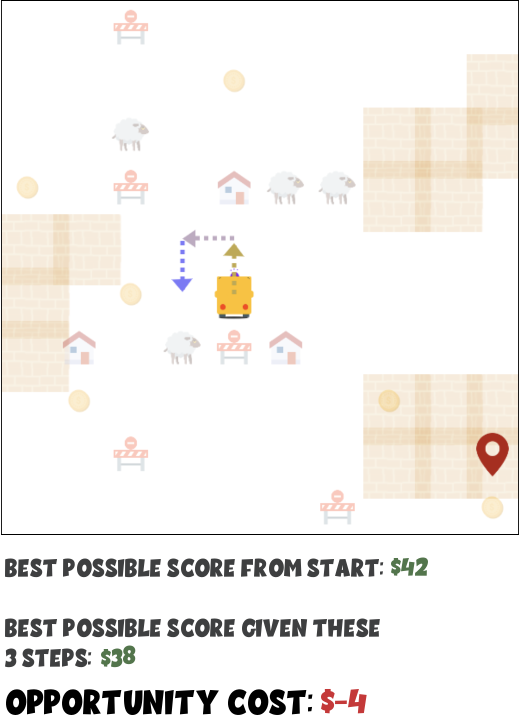 BEST POSSIBLE SCORE FROM START: $42
BEST POSSIBLE SCORE GIVEN THESE
3 STEPS: $38
OPPORTUNITY COST: $-4